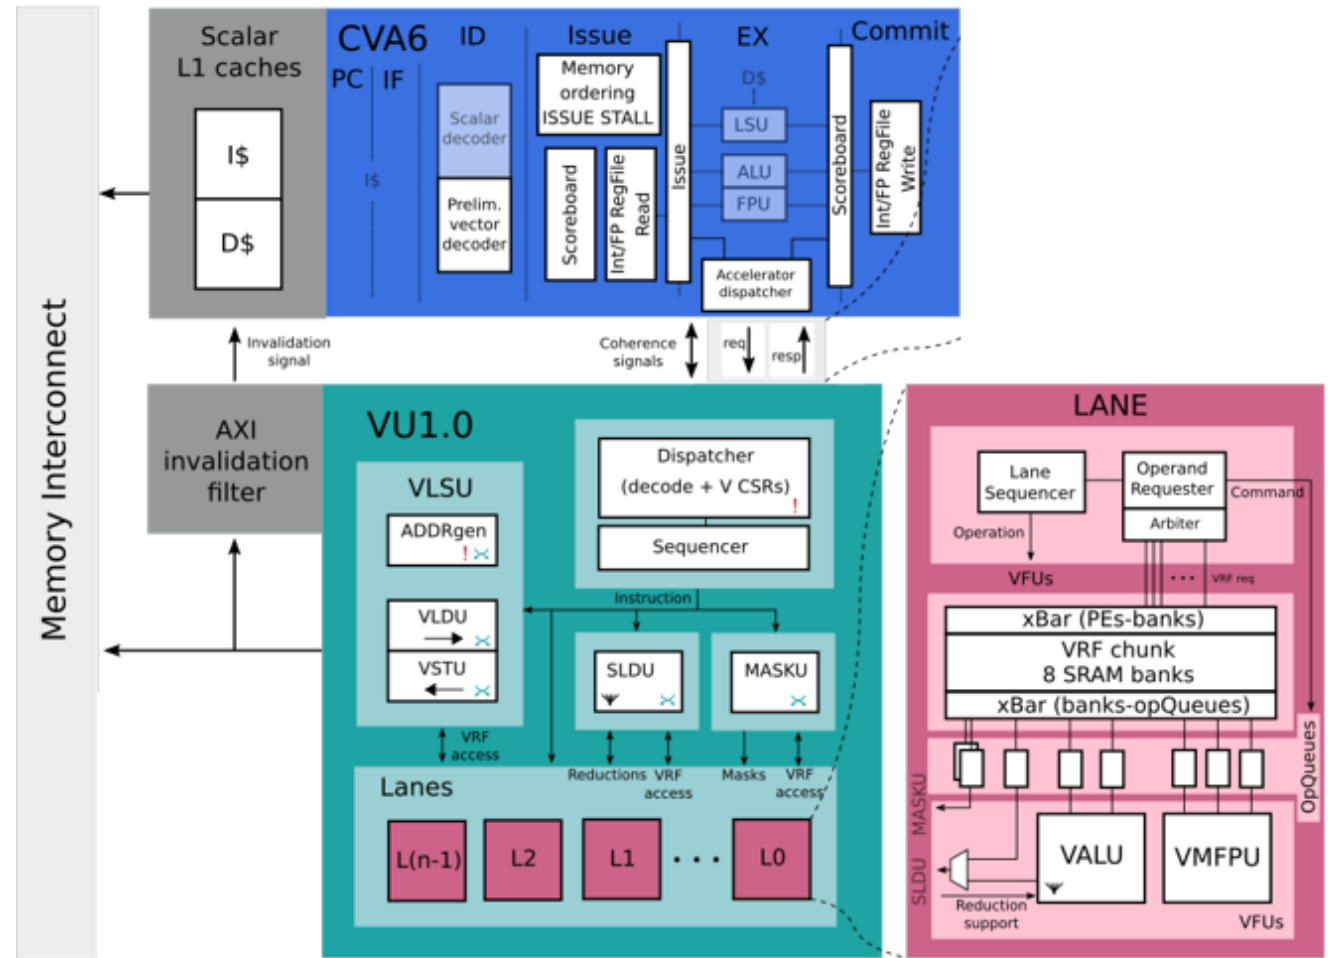 Memory Interconnect
Scalar
L1 caches
I$
D$
CVA6
PC
IF
I$
ID
Scalar
decoder
Prelim.
vector
decoder
Issue
Memory
ordering
ISSUE STALL
Scoreboard
Int/FP RegFile
Read
Issue
EX
D$
LSU
ALU
FPU
Accelerator
dispatcher
Scoreboard
Commit
Int/FP RegFile
Write
Invalidation
signal
Coherence
signals
req
resp
AXI
invalidation
filter
VU1.0
VLSU
ADDRgen
!
VLDU
VSTU
Dispatcher
(decode + V CSRs)
!
Sequencer
Instruction
SLDU
MASKU
VRF
access
Reductions
VRF
access
Masks
VRF
access
Lanes
L(n-1)
L2
L1
...
L0
LANE
Lane
Sequencer
Operand
Requester
Arbiter
Command
Operation
VFUs
...
VRF req
xBar (PEs-banks)
VRF chunk
8 SRAM banks
xBar (banks-opQueues)
OpQueues
MASKU
SLDU
VALU
VMFPU
Reduction
support
VFUs